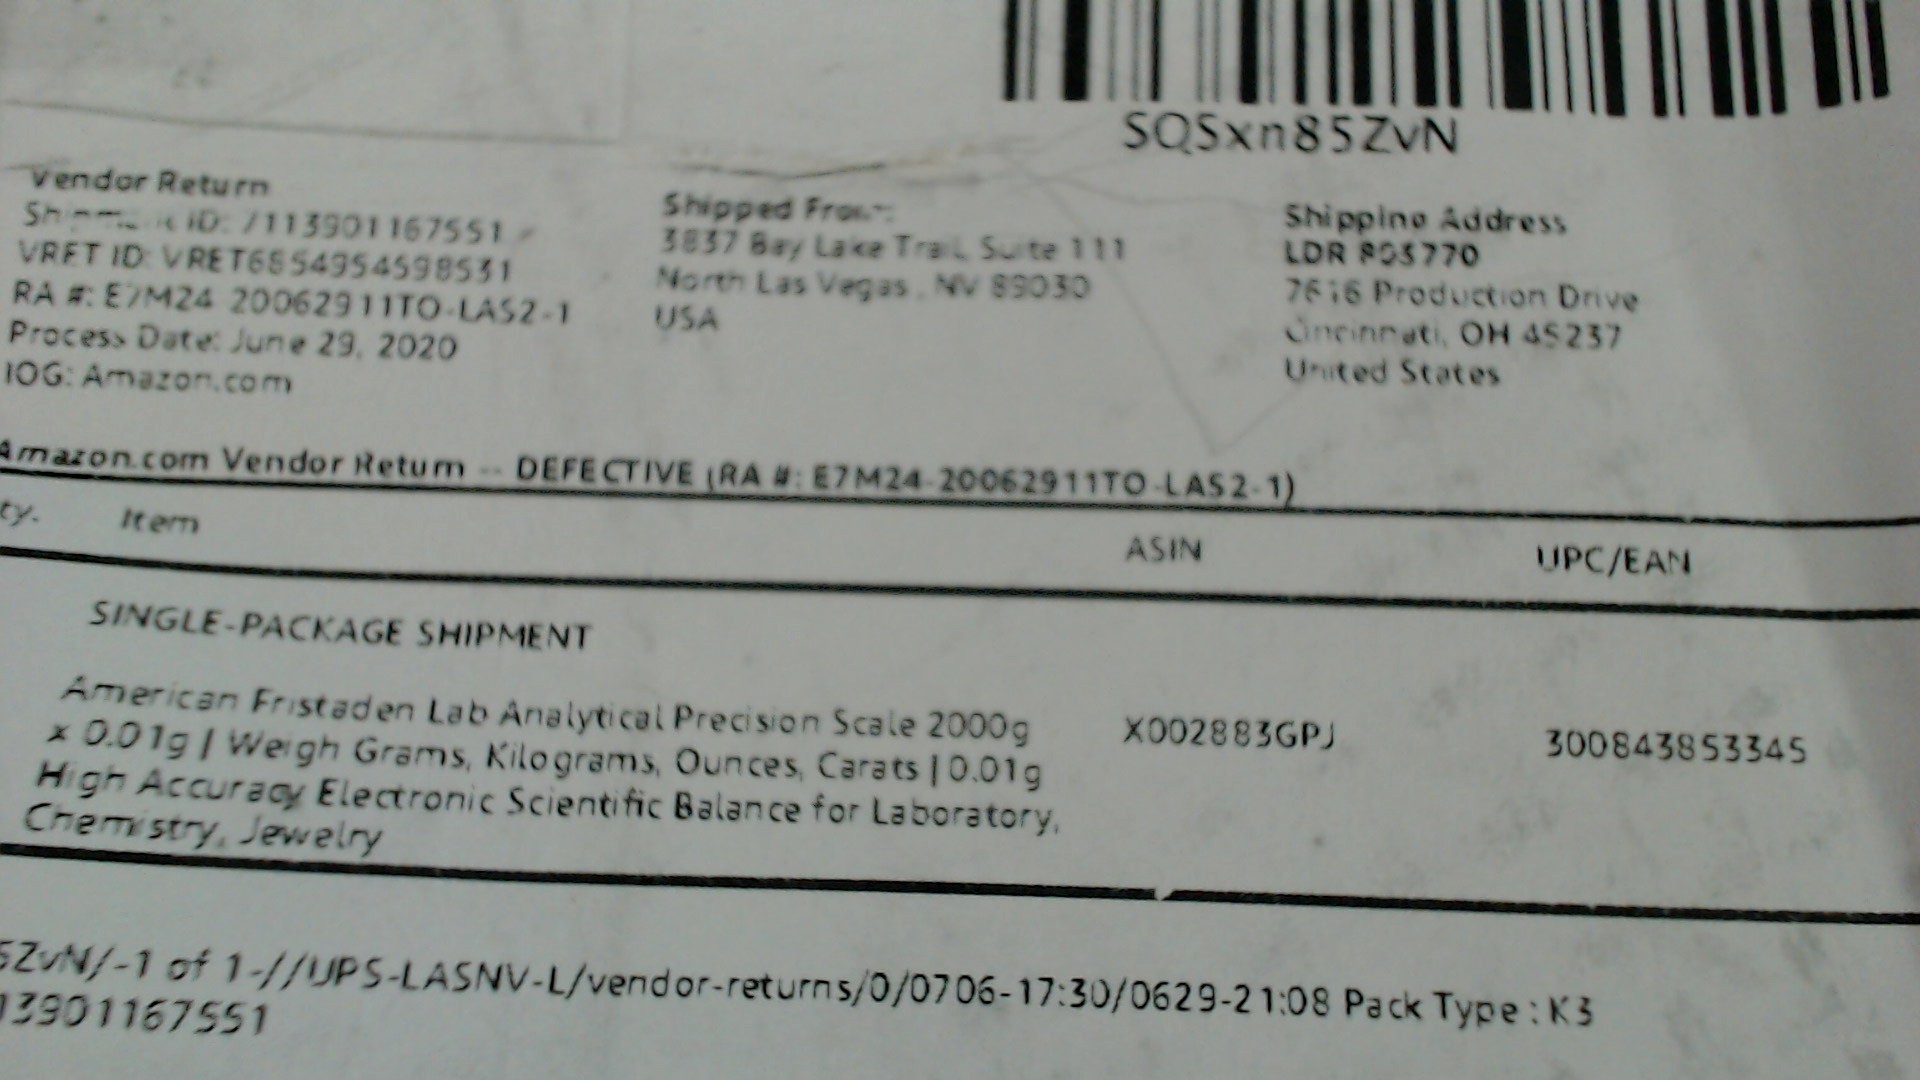 SQSxn85ZvN
Vendor Return
ID: 7113901167551
VRET ID: VRET6854954598531
RA #: E7M24-20062911TO-LAS2-1
Process Date: June 29, 2020
IOG: Amazon.com
Shipped From:
3837 Bay Lake Trail, Suite 111
North Las Vegas, NV 89030
USA
Shipping Address
LDR
Production Drive
Cincinnati, OH 45237
United States
Amazon.com Vendor Return -- DEFECTIVE (RA #: E7M24-20062911TO-LAS2-1)
ty. Item ASIN UPC/EAN
SINGLE-PACKAGE SHIPMENT
American Fristaden Lab Analytical Precision Scale 2000g X002883GPJ 300843853345
x 0.01g | Weigh Grams, Kilograms, Ounces, Carats | 0.01g
High Accuracy Electronic Scientific Balance for Laboratory,
Chemistry, Jewelry
5ZvN/-1 of 1-//UPS-LASNV-L/vendor-returns/0/0706-17:30/0629-21:08 Pack Type : K3
13901167551